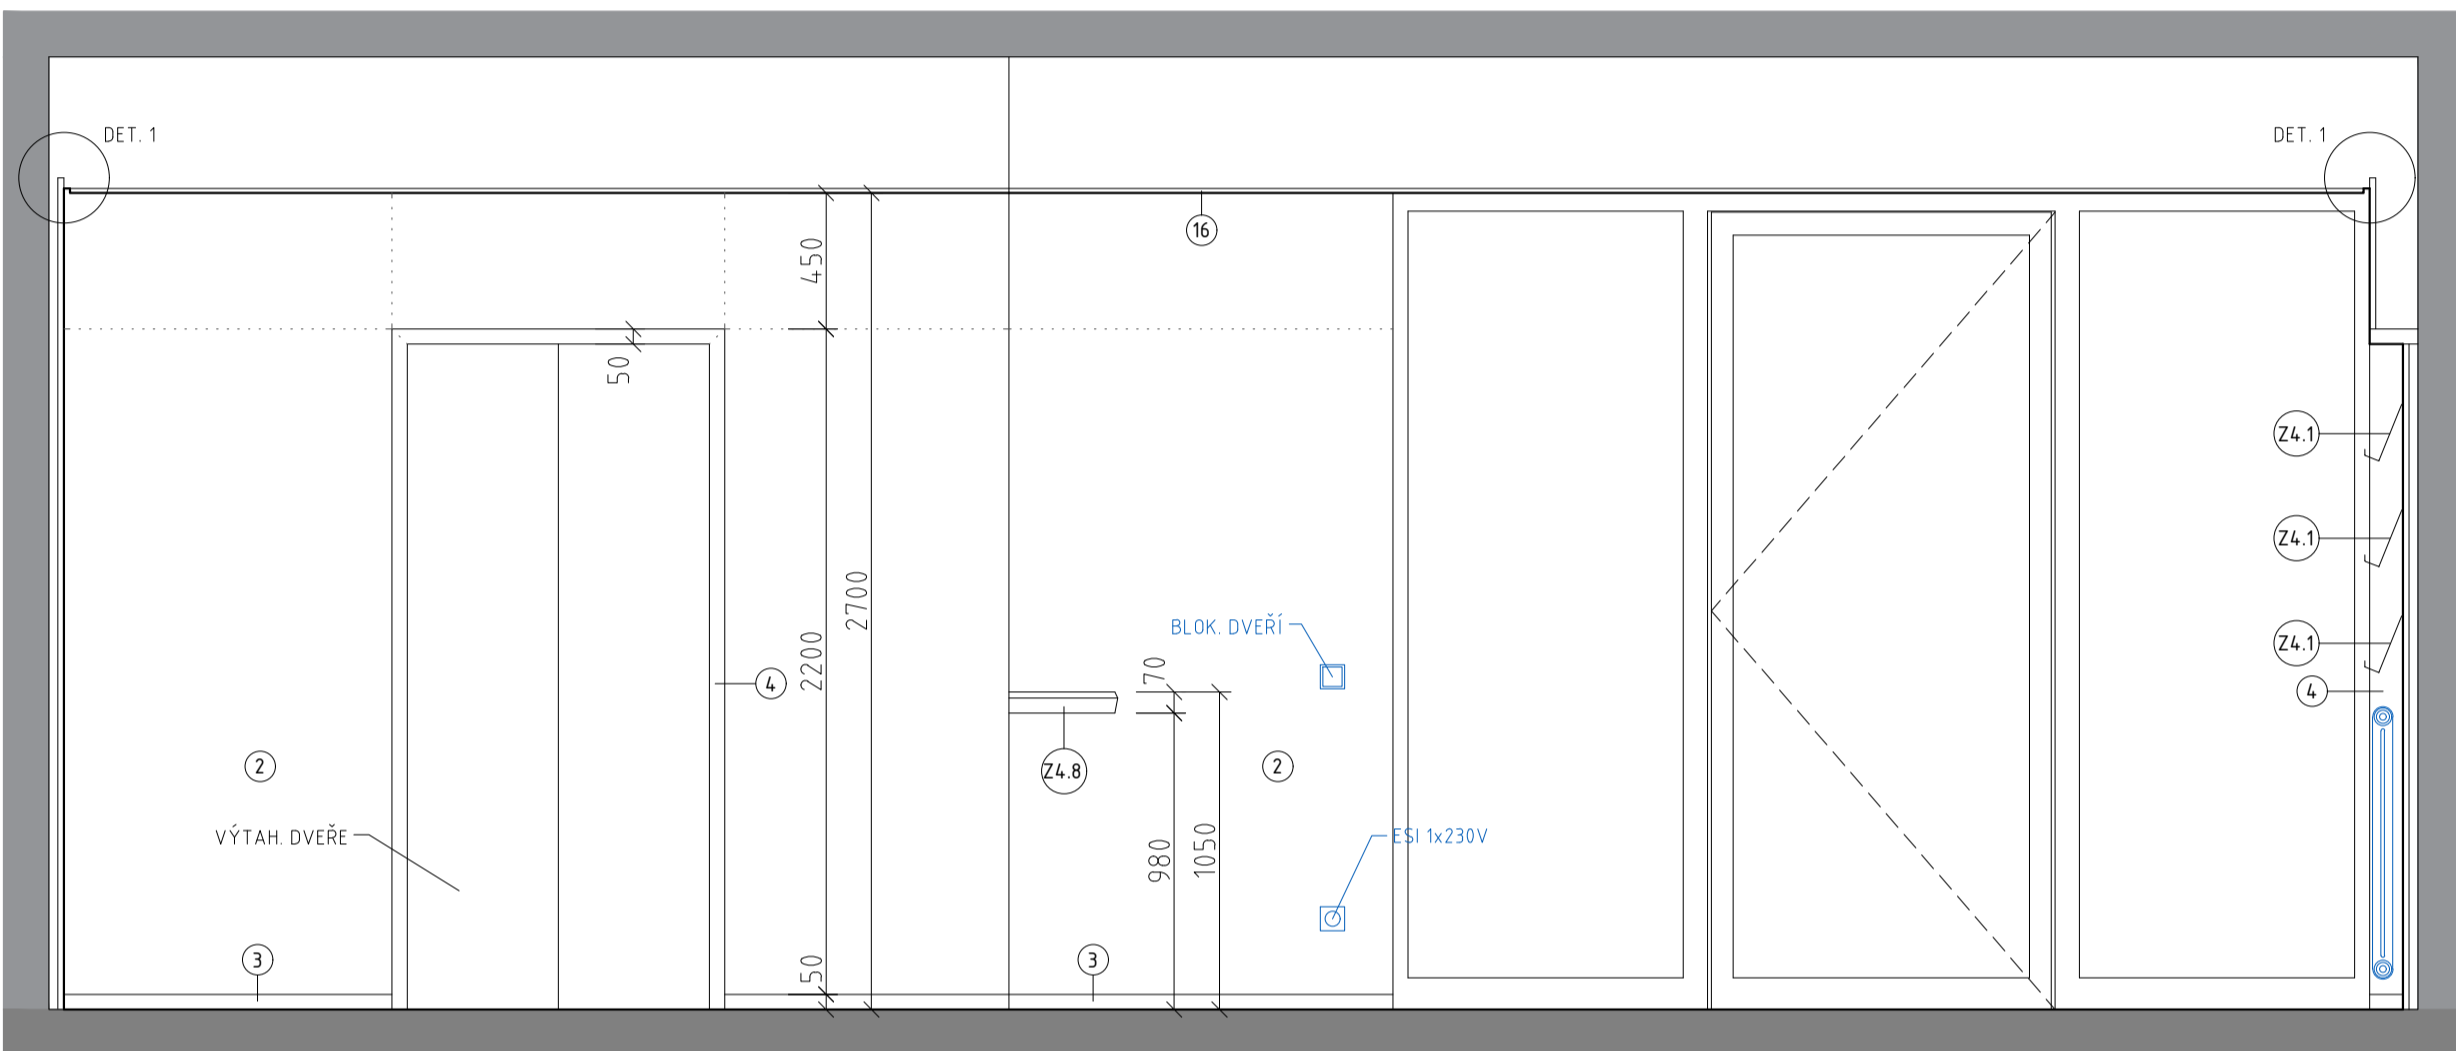 DET. 1
DET. 1
16
450
50
Z4.1
Z4.1
2700
BLOK. DVEŘÍ
2200
Z4.1
70
4
4
2
Z4.8
2
VÝTAH. DVEŘE
980
1050
ESI 1x230V
3
50
3